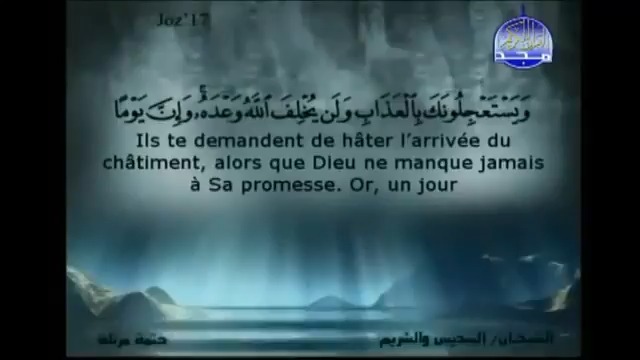 Joz'17
وَيَسْتَعْجِلُونَكَ بِالْعَذَابِ وَلَن يُخْلِفَ اللَّهُ وَعْدَهُ ۚ وَإِنَّ يَوْمًا
Ils te demandent de hâter l'arrivée du
châtiment, alors que Dieu ne manque jamais
à Sa promesse. Or, un jour
الشيخان/ السديس والشريم
ختمة مرتلة